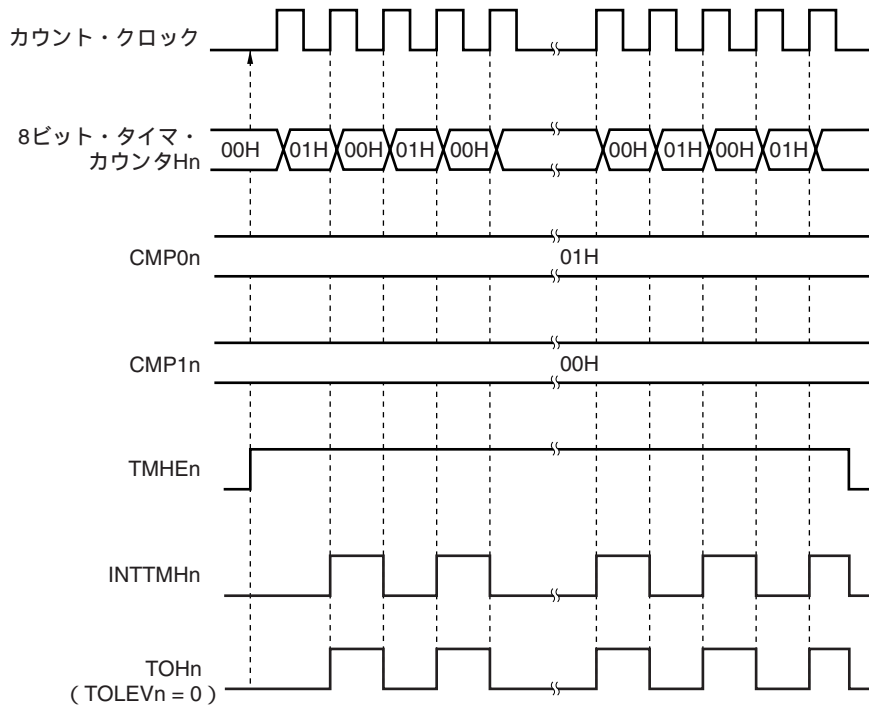 カウント・クロック
8ビット・タイマ・
カウンタHn
00H 01H 00H 01H 00H 00H 01H 00H 01H
CMP0n
01H
CMP1n
00H
TMHEn
INTTMHn
TOHn
( TOLEVn = 0 )